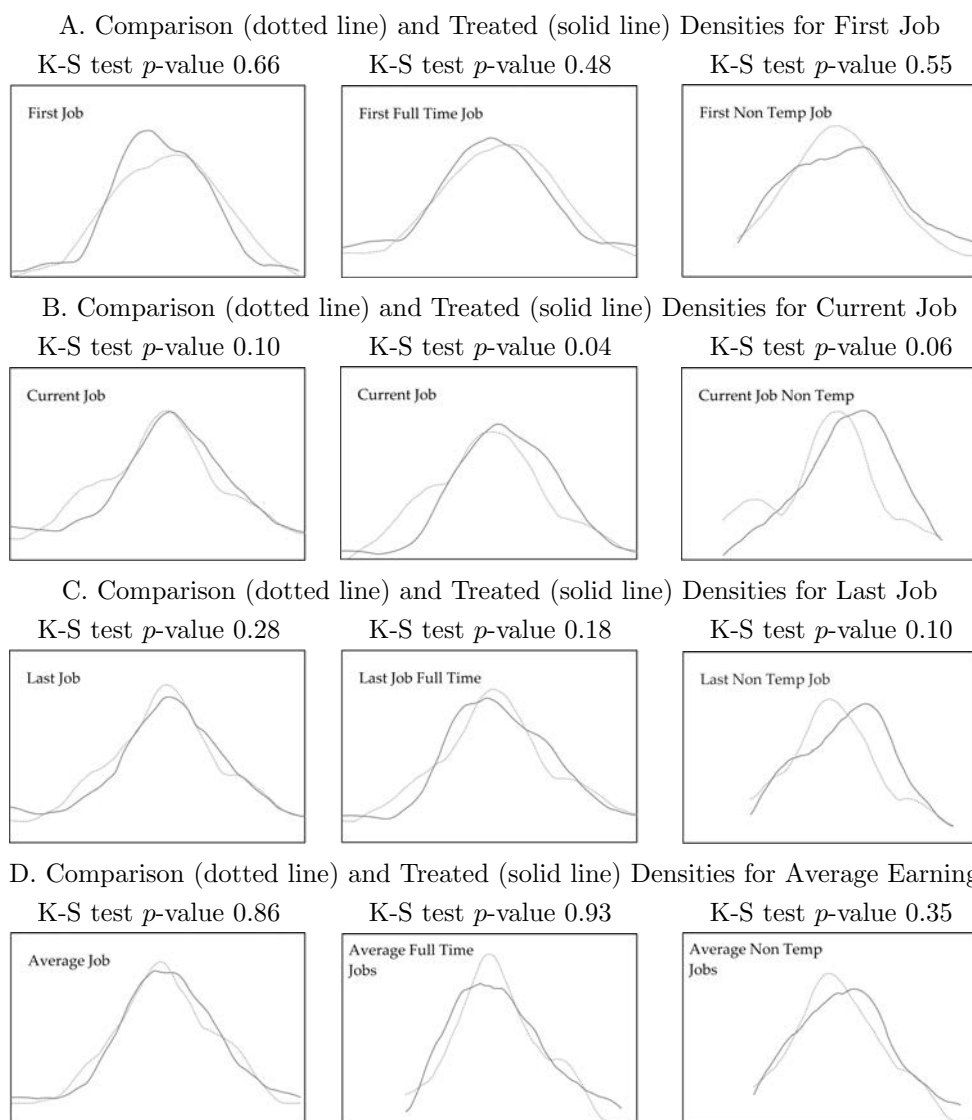 A. Comparison (dotted line) and Treated (solid line) Densities for First Job
K-S test p-value 0.66
K-S test p-value 0.48
K-S test p-value 0.55
First Job
First Full Time Job
First Non Temp Job
B. Comparison (dotted line) and Treated (solid line) Densities for Current Job
K-S test p-value 0.10
K-S test p-value 0.04
K-S test p-value 0.06
Current Job
Current Job
Current Job Non Temp
C. Comparison (dotted line) and Treated (solid line) Densities for Last Job
K-S test p-value 0.28
K-S test p-value 0.18
K-S test p-value 0.10
Last Job
Last Job Full Time
Last Non Temp Job
D. Comparison (dotted line) and Treated (solid line) Densities for Average Earning
K-S test p-value 0.86
K-S test p-value 0.93
K-S test p-value 0.35
Average Job
Average Full Time
Jobs
Average Non Temp
Jobs